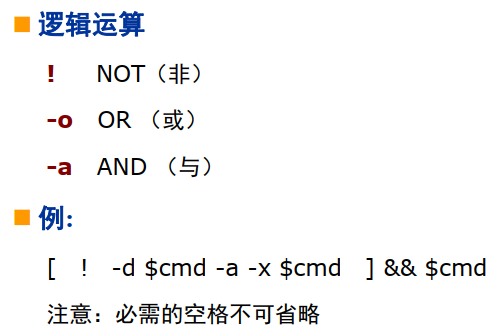 逻辑运算
! NOT（非）
-o OR （或）
-a AND （与）
例:
[ ! -d $cmd -a -x $cmd ] && $cmd
注意：必需的空格不可省略